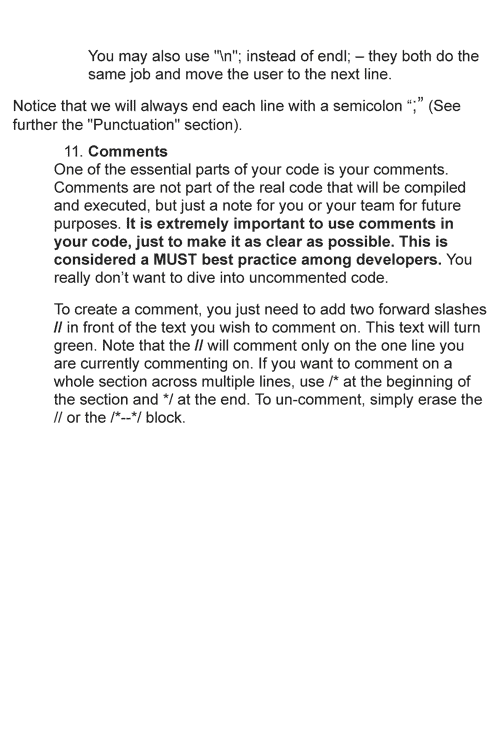 You may also use "\n"; instead of endl; – they both do the
same job and move the user to the next line.
Notice that we will always end each line with a semicolon “;” (See
further the "Punctuation" section).
11. Comments
One of the essential parts of your code is your comments.
Comments are not part of the real code that will be compiled
and executed, but just a note for you or your team for future
purposes. It is extremely important to use comments in
your code, just to make it as clear as possible. This is
considered a MUST best practice among developers. You
really don’t want to dive into uncommented code.
To create a comment, you just need to add two forward slashes
// in front of the text you wish to comment on. This text will turn
green. Note that the // will comment only on the one line you
are currently commenting on. If you want to comment on a
whole section across multiple lines, use /* at the beginning of
the section and */ at the end. To un-comment, simply erase the
// or the /*--*/ block.